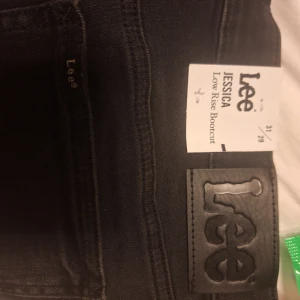 Lee®
Lee
JESSICA
Low Rise Bootcut
31
/29
Lee